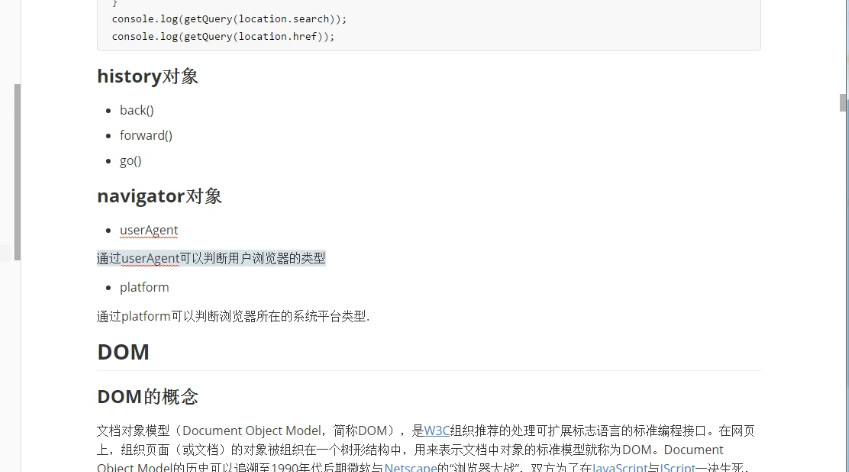 }
console.log(getQuery(location.search));
console.log(getQuery(location.href));
history对象
back()
forward()
go()
navigator对象
userAgent
通过userAgent可以判断用户浏览器的类型
platform
通过platform可以判断浏览器所在的系统平台类型.
DOM
DOM的概念
文档对象模型（Document Object Model，简称DOM），是W3C组织推荐的处理可扩展标志语言的标准编程接口。在网页
上，组织页面（或文档）的对象被组织在一个树形结构中，用来表示文档中对象的标准模型就称为DOM。Document
Object Model的历史可以追溯至1990年代后期微软与Netscape的“浏览器大战”，双方为了在JavaScript与JScript一决生死，